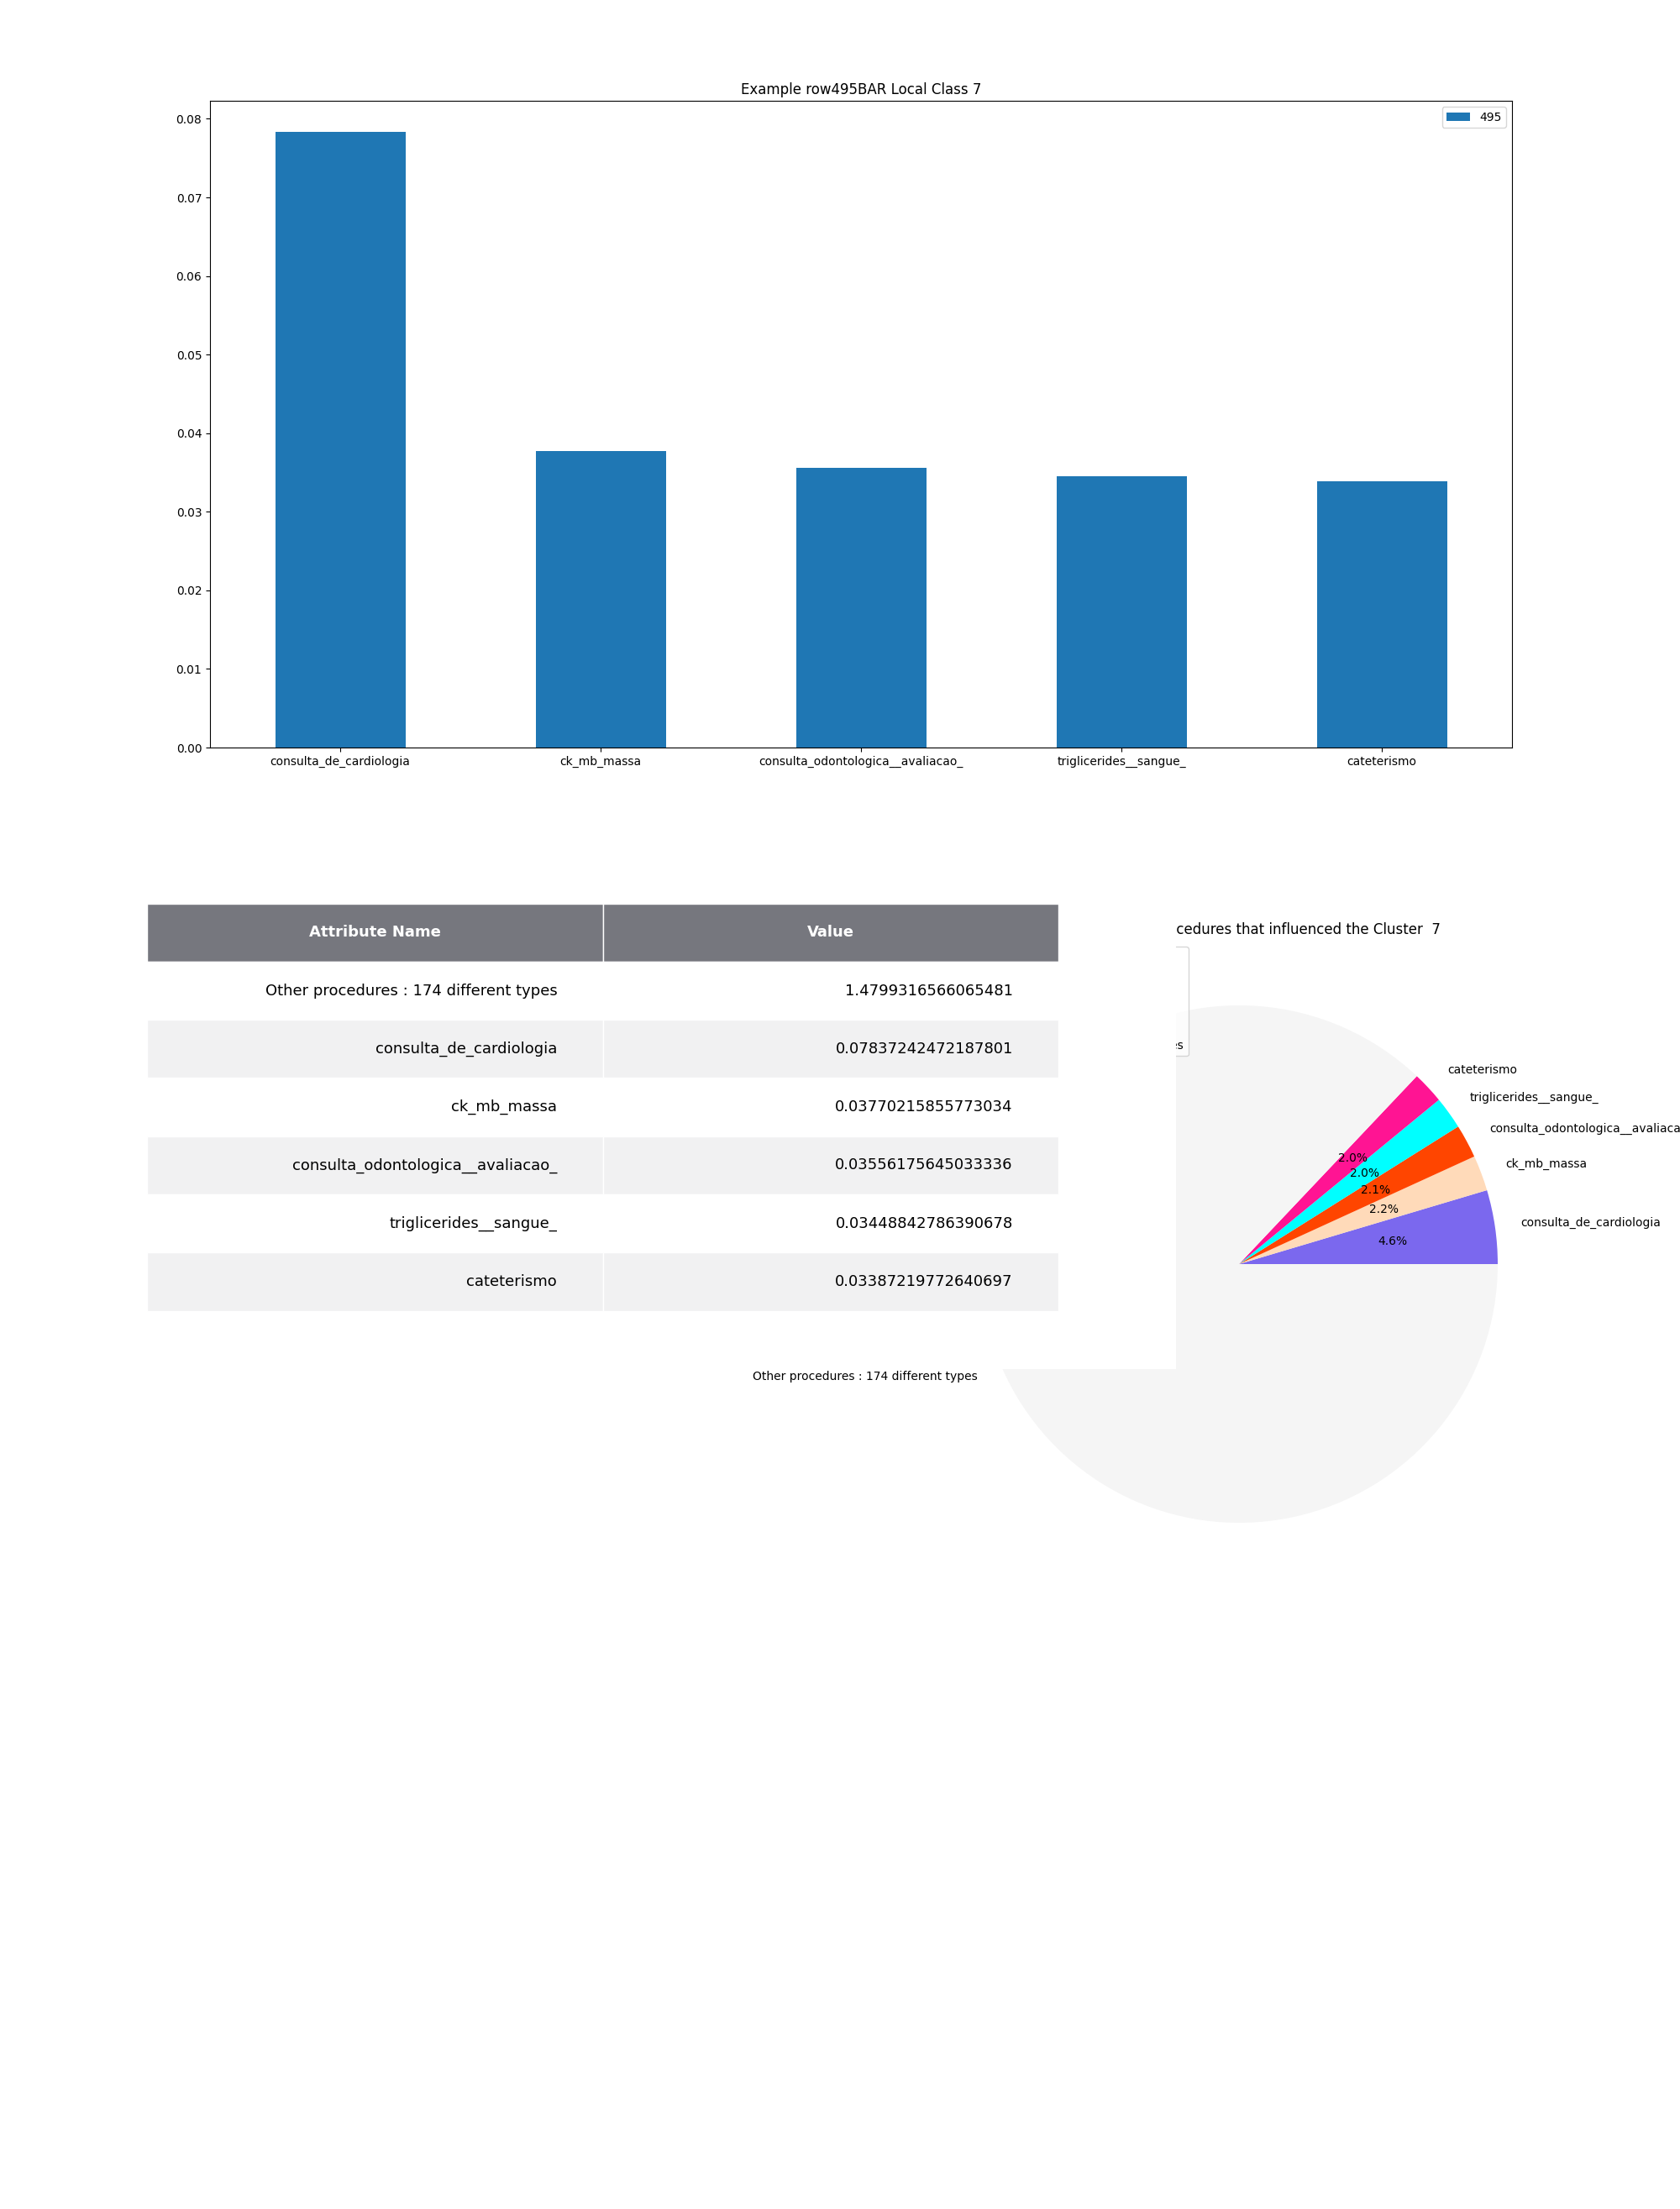 Example row495BAR Local Class 7
495
0.08
0.07
0.06
0.05
0.04
0.03
0.02
0.01
0.00
consulta_de_cardiologia
ck_mb_massa
consulta_odontologica__avaliacao_
triglicerides__sangue_
cateterismo
Attribute Name Value
Other procedures : 174 different types 1.4799316566065481
consulta_de_cardiologia 0.07837242472187801
ck_mb_massa 0.03770215855773034
consulta_odontologica__avaliacao_ 0.03556175645033336
triglicerides__sangue_ 0.03448842786390678
cateterismo 0.03387219772640697
cedures that influenced the Cluster 7
es
cateterismo
triglicerides__sangue_
consulta_odontologica__avaliaca
ck_mb_massa
consulta_de_cardiologia
2.0%
2.0%
2.1%
2.2%
4.6%
Other procedures : 174 different types